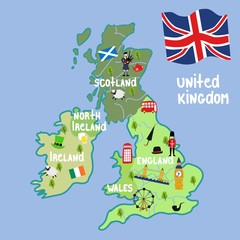 United
Kingdom
Scotland
North
Ireland
Ireland
England
Wales